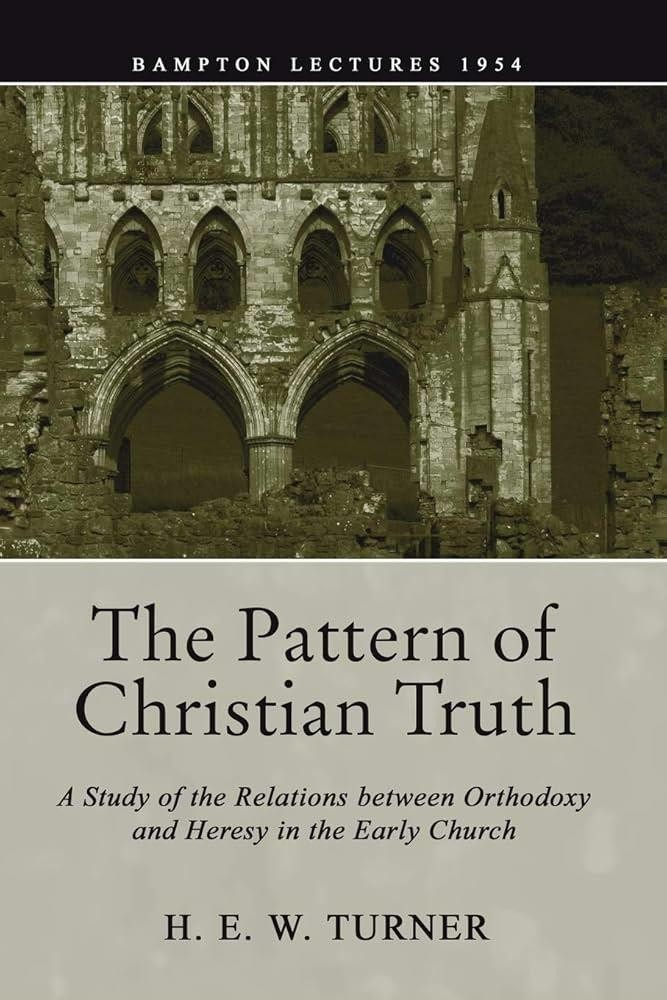 BAMPTON LECTURES 1954
The Pattern of
Christian Truth
A Study of the Relations between Orthodoxy
and Heresy in the Early Church
H. E. W. TURNER